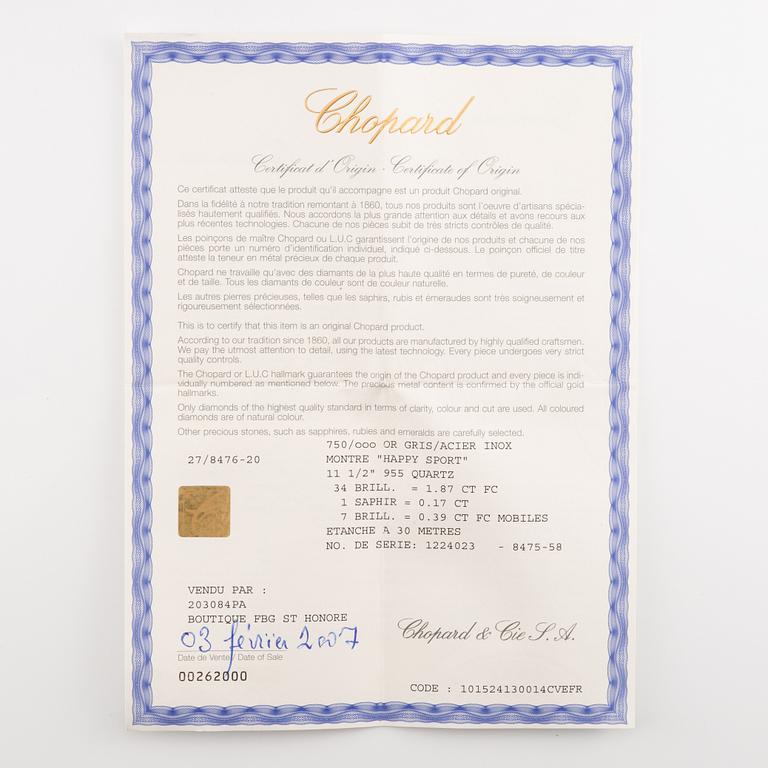 Chopard
Certificat d'Origin - Certificate of Origin
Ce certificat atteste que le produit qu'il accompagne est un produit Chopard original.
Dans la fidélité à notre tradition remontant à 1860, tous nos produits sont l'oeuvre d'artisans spécia-
lisés hautement qualifiés. Nous accordons la plus grande attention aux détails et avons recours aux
plus récentes technologies. Chacune de nos pièces subit de très stricts contrôles de qualité.
Les poinçons de maître Chopard ou L.U.C garantissent l'origine de nos produits et chacune de nos
pièces porte un numéro d'identification individuel, indiqué ci-dessous. Le poinçon officiel de titre
atteste la teneur en métal précieux de chaque produit.
Chopard ne travaille qu'avec des diamants de la plus haute qualité en termes de pureté, de couleur
et de taille. Tous les diamants de couleur sont de couleur naturelle.
Les autres pierres précieuses, telles que les saphirs, rubis et émeraudes sont très soigneusement et
rigoureusement sélectionnées.
This is to certify that this item is an original Chopard product.
According to our tradition since 1860, all our products are manufactured by highly qualified craftsmen.
We pay the utmost attention to detail, using the latest technology. Every piece undergoes very strict
quality controls.
The Chopard or L.U.C hallmark guarantees the origin of the Chopard product and every piece is indi-
vidually numbered as mentioned below. The precious metal content is confirmed by the official gold
hallmarks.
Only diamonds of the highest quality standard in terms of clarity, colour and cut are used. All coloured
diamonds are of natural colour.
Other precious stones, such as sapphires, rubies and emeralds are carefully selected.
750/ooo OR GRIS/ACIER INOX
27/8476-20 MONTRE "HAPPY SPORT"
11 1/2" 955 QUARTZ
34 BRILL. = 1.87 CT FC
1 SAPHIR = 0.17 CT
7 BRILL. = 0.39 CT FC MOBILES
ETANCHE A 30 METRES
NO. DE SERIE: 1224023 - 8475-58
VENDU PAR :
203084PA
BOUTIQUE FBG ST HONORE
03 février 2007
Chopard & Cie S.A.
Date de Vente / Date of Sale
00262000
CODE : 101524130014CVEFR